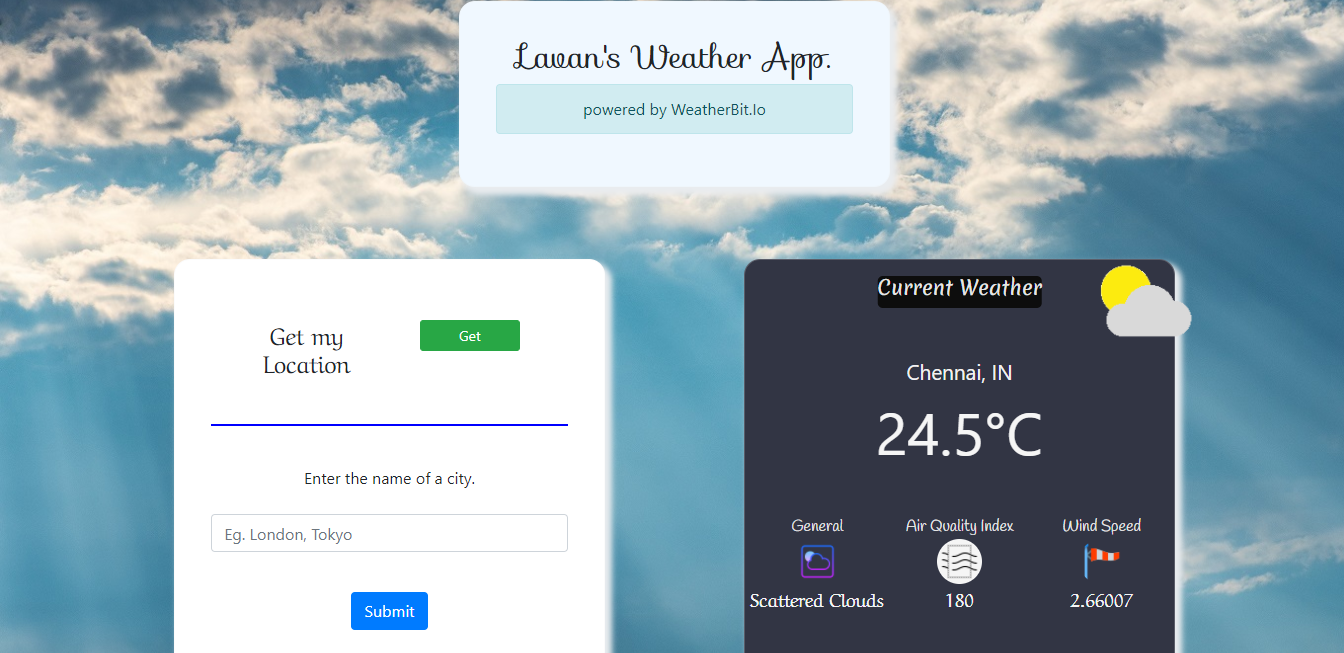 Lavan's Weather App.
powered by WeatherBit.Io
Get my
Location
Get
Enter the name of a city.
Eg. London, Tokyo
Submit
Current Weather
Chennai, IN
24.5°C
General
Air Quality Index
Wind Speed
Scattered Clouds
180
2.66007